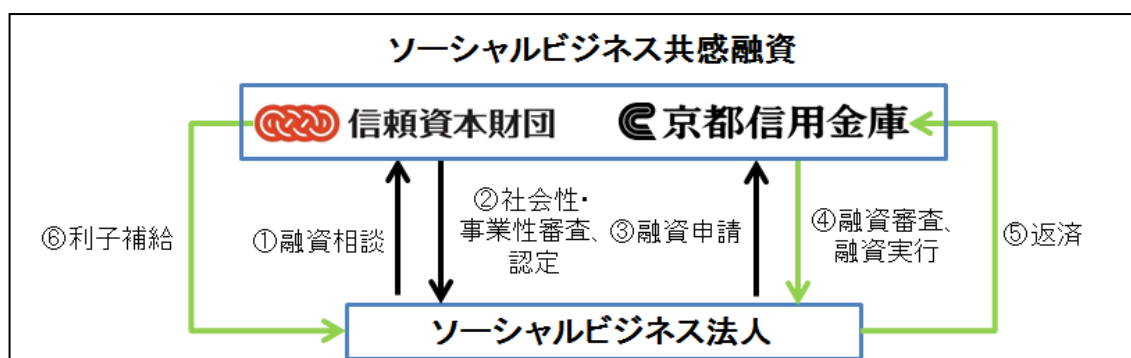 ソーシャルビジネス共感融資
信頼資本財団
京都信用金庫
⑥利子補給
①融資相談
②社会性・
事業性審査、
認定
③融資申請
④融資審査、
融資実行
⑤返済
ソーシャルビジネス法人